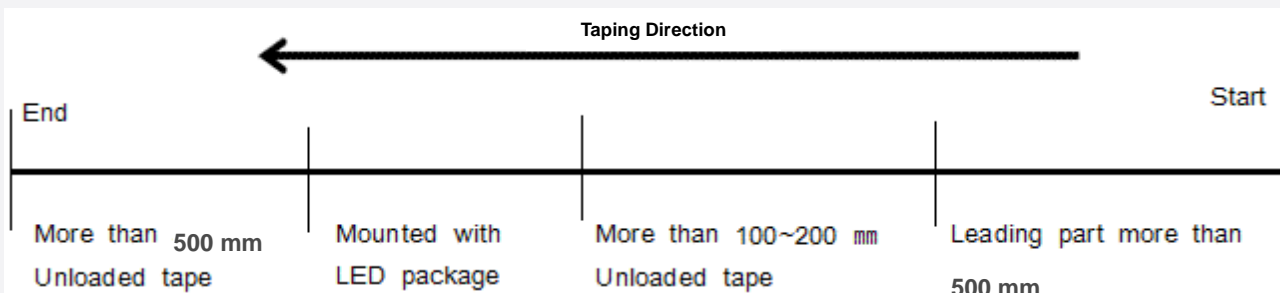 Taping Direction
End
Start
More than 500 mm
Unloaded tape
Mounted with
LED package
More than 100~200 mm
Unloaded tape
Leading part more than
500 mm